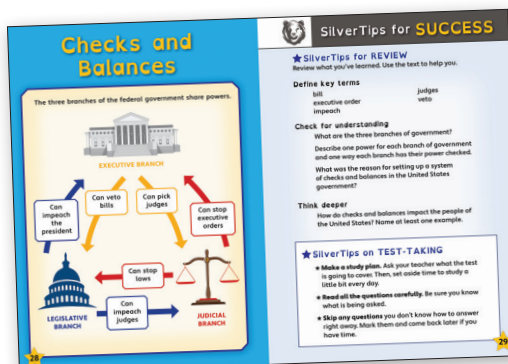 Checks and
Balances
The three branches of the federal government share powers.
EXECUTIVE BRANCH
Can
impeach
the
president
Can veto
bills
Can pick
judges
Can stop
executive
orders
Can stop
laws
LEGISLATIVE
BRANCH
Can
impeach
judges
JUDICIAL
BRANCH
28
SilverTips for SUCCESS
SilverTips for REVIEW
Review what you've learned. Use the text to help you.
Define key terms
bill
executive order
impeach
judges
veto
Check for understanding
What are the three branches of government?
Describe one power for each branch of government
and one way each branch has their power checked.
What was the reason for setting up a system
of checks and balances in the United States
government?
Think deeper
How do checks and balances impact the people of
the United States? Name at least one example.
SilverTips on TEST-TAKING
Make a study plan. Ask your teacher what the test
is going to cover. Then, set aside time to study a
little bit every day.
Read all the questions carefully. Be sure you know
what is being asked.
Skip any questions you don't know how to answer
right away. Mark them and come back later if you
have time.
29